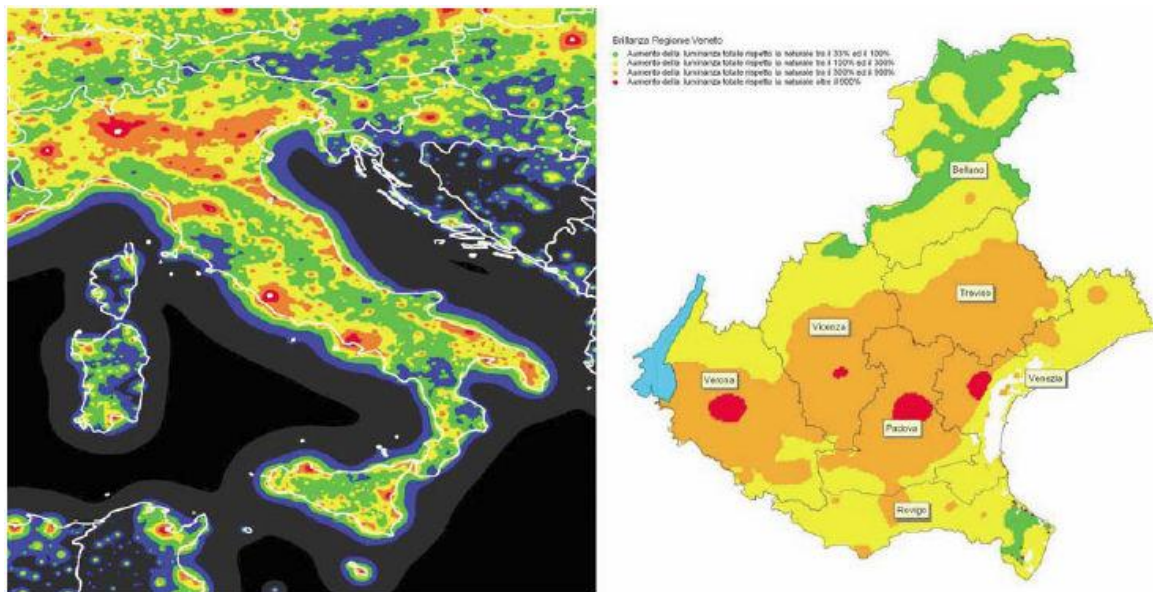 Brillanza Regione Veneto
Aumento della luminanza totale rispetto la naturale tra il 33% ed il 100%
Aumento della luminanza totale rispetto la naturale tra il 100% ed il 300%
Aumento della luminanza totale rispetto la naturale tra il 300% ed il 900%
Aumento della luminanza totale rispetto la naturale oltre il 900%
Belluno
Treviso
Vicenza
Verona
Venezia
Padova
Rovigo